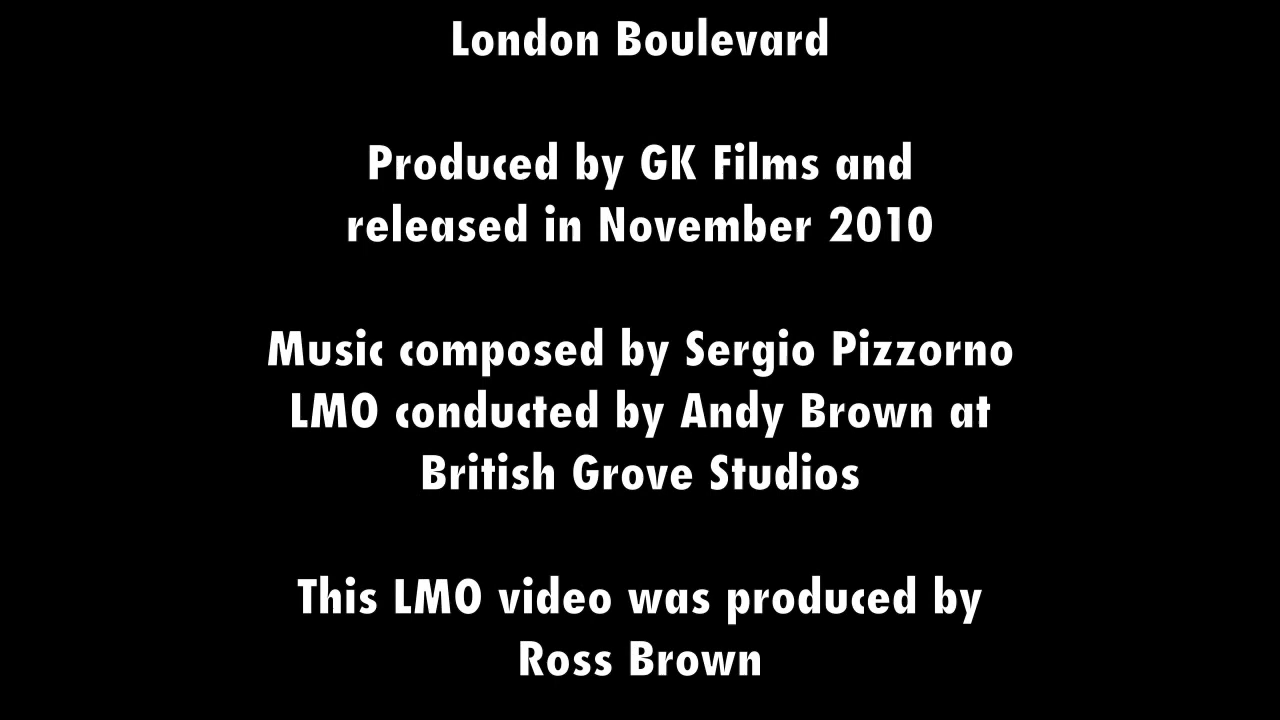 London Boulevard
Produced by GK Films and
released in November 2010
Music composed by Sergio Pizzorno
LMO conducted by Andy Brown at
British Grove Studios
This LMO video was produced by
Ross Brown